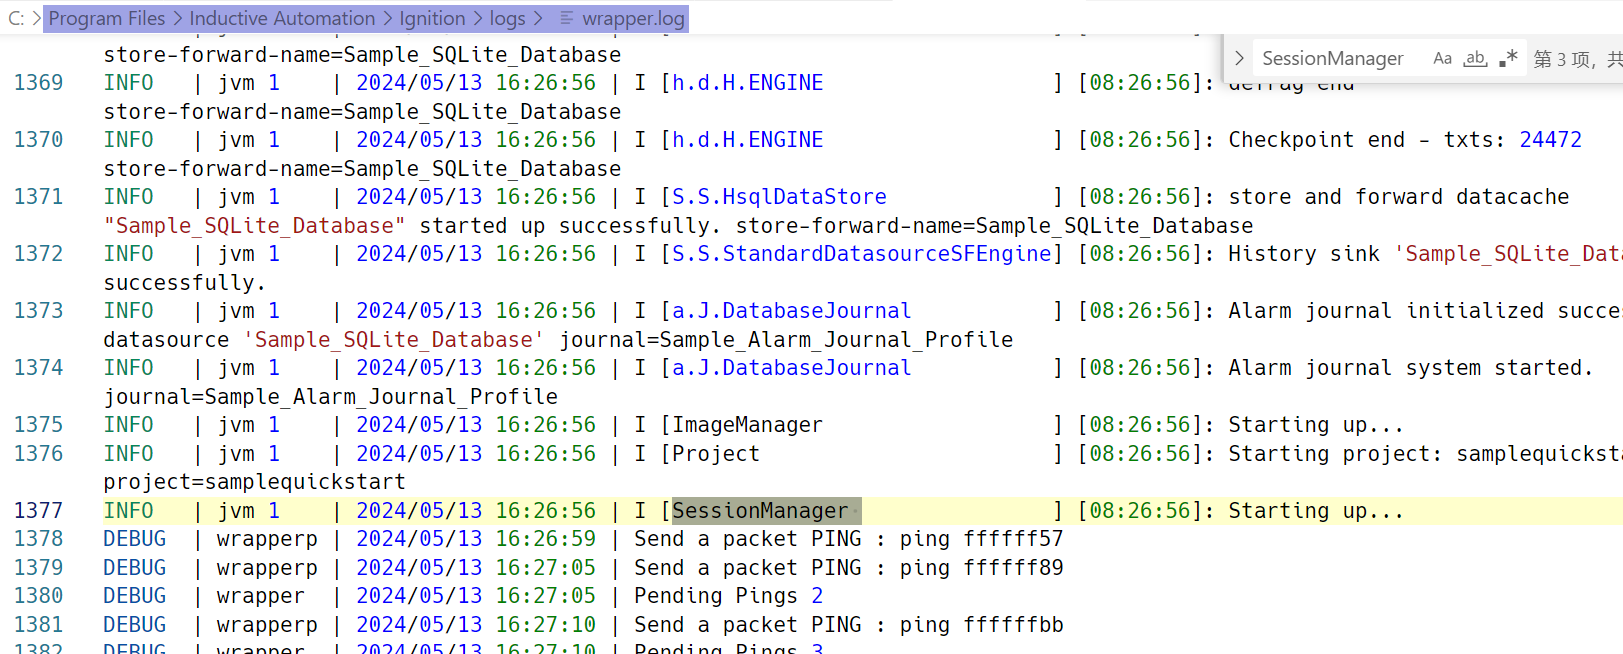 C: > Program Files > Inductive Automation > Ignition > logs > wrapper.log
> SessionManager Aa ab .* 第 3 项，共
store-forward-name=Sample_SQLite_Database
1369 INFO | jvm 1 | 2024/05/13 16:26:56 | I [h.d.H.ENGINE ] [08:26:56]: defrag end
store-forward-name=Sample_SQLite_Database
1370 INFO | jvm 1 | 2024/05/13 16:26:56 | I [h.d.H.ENGINE ] [08:26:56]: Checkpoint end - txts: 24472
store-forward-name=Sample_SQLite_Database
1371 INFO | jvm 1 | 2024/05/13 16:26:56 | I [S.S.HsqlDataStore ] [08:26:56]: store and forward datacache
"Sample_SQLite_Database" started up successfully. store-forward-name=Sample_SQLite_Database
1372 INFO | jvm 1 | 2024/05/13 16:26:56 | I [S.S.StandardDatasourceSFEngine] [08:26:56]: History sink 'Sample_SQLite_Dat
successfully.
1373 INFO | jvm 1 | 2024/05/13 16:26:56 | I [a.J.DatabaseJournal ] [08:26:56]: Alarm journal initialized succe
datasource 'Sample_SQLite_Database' journal=Sample_Alarm_Journal_Profile
1374 INFO | jvm 1 | 2024/05/13 16:26:56 | I [a.J.DatabaseJournal ] [08:26:56]: Alarm journal system started.
journal=Sample_Alarm_Journal_Profile
1375 INFO | jvm 1 | 2024/05/13 16:26:56 | I [ImageManager ] [08:26:56]: Starting up...
1376 INFO | jvm 1 | 2024/05/13 16:26:56 | I [Project ] [08:26:56]: Starting project: samplequicksta
project=samplequickstart
1377 INFO | jvm 1 | 2024/05/13 16:26:56 | I [SessionManager ] [08:26:56]: Starting up...
1378 DEBUG | wrapperp | 2024/05/13 16:26:59 | Send a packet PING : ping ffffff57
1379 DEBUG | wrapperp | 2024/05/13 16:27:05 | Send a packet PING : ping ffffff89
1380 DEBUG | wrapper | 2024/05/13 16:27:05 | Pending Pings 2
1381 DEBUG | wrapperp | 2024/05/13 16:27:10 | Send a packet PING : ping ffffffbb
1382 DEBUG | wrapper | 2024/05/13 16:27:10 | Pending Pings 3